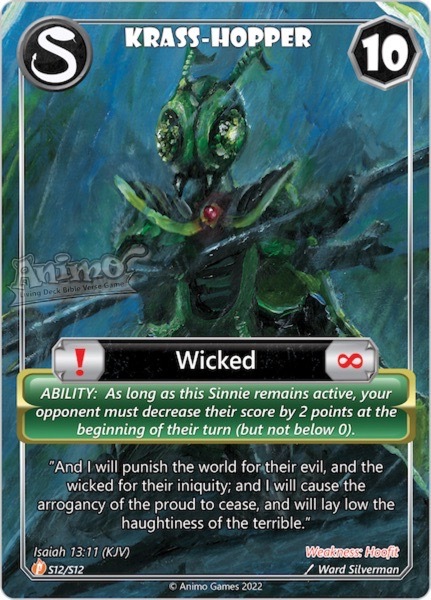 KRASS-HOPPER
S
10
Animo
Living Deck Bible Verse Game
! Wicked ∞
ABILITY: As long as this Sinnie remains active, your
opponent must decrease their score by 2 points at the
beginning of their turn (but not below 0).
"And I will punish the world for their evil, and the
wicked for their iniquity; and I will cause the
arrogancy of the proud to cease, and will lay low the
haughtiness of the terrible."
Isaiah 13:11 (KJV)
Weakness: Hoofit
P S12/S12
Ward Silverman
© Animo Games 2022